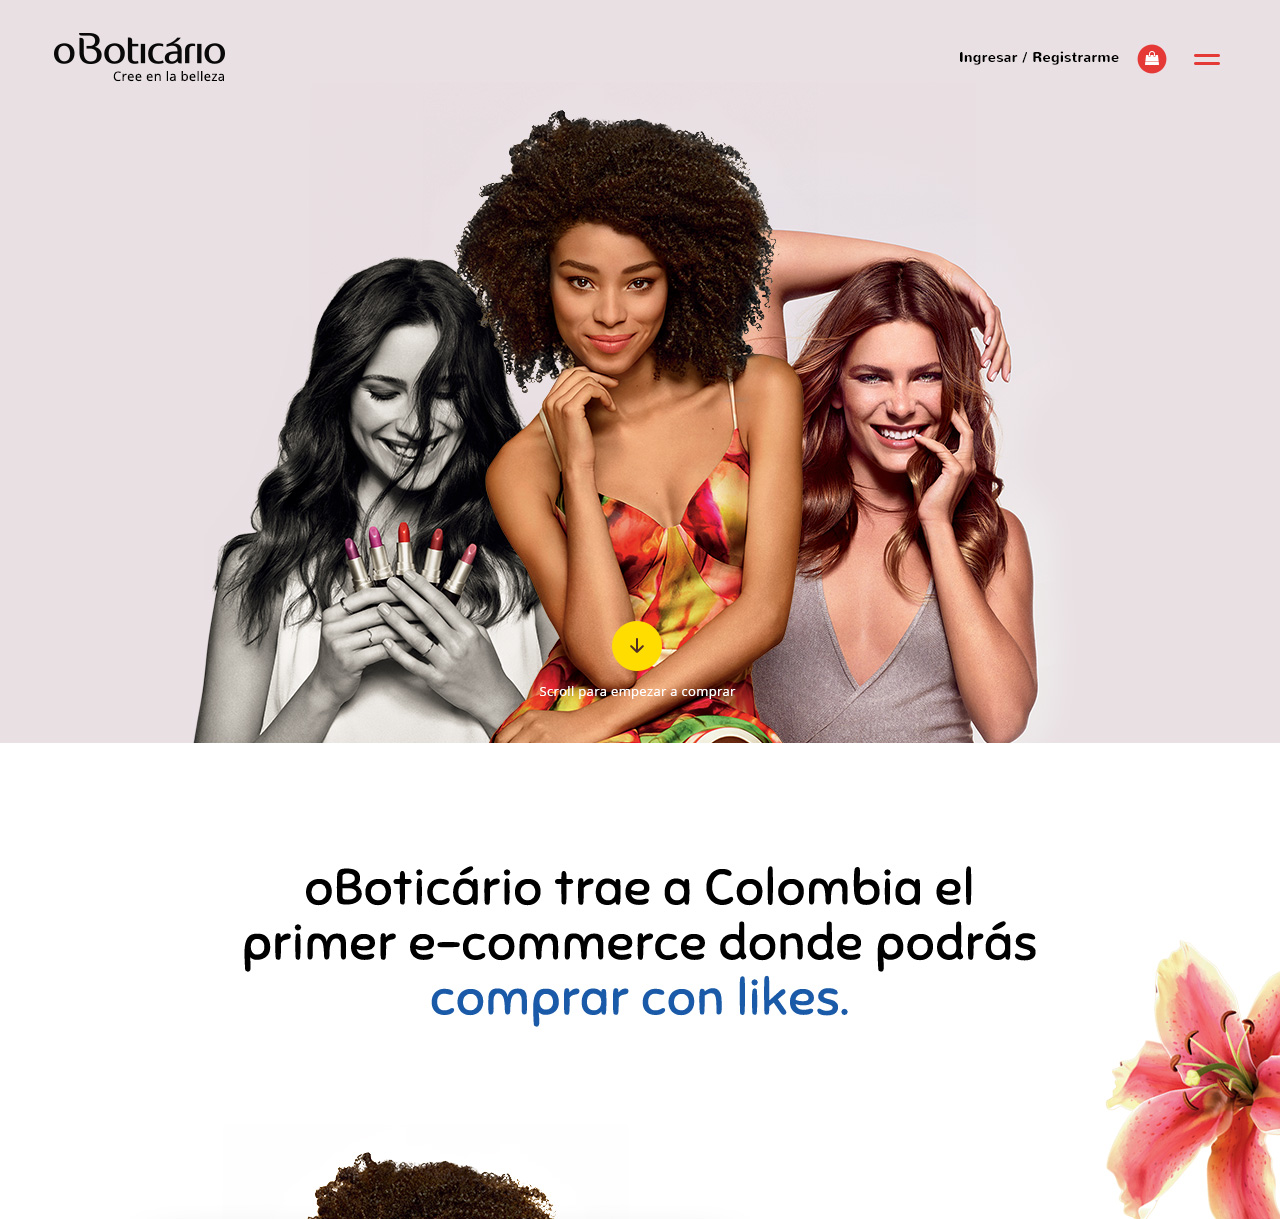 oBoticário
Cree en la belleza
Ingresar / Registrarme
Scroll para empezar a comprar
oBoticário trae a Colombia el
primer e-commerce donde podrás
comprar con likes.